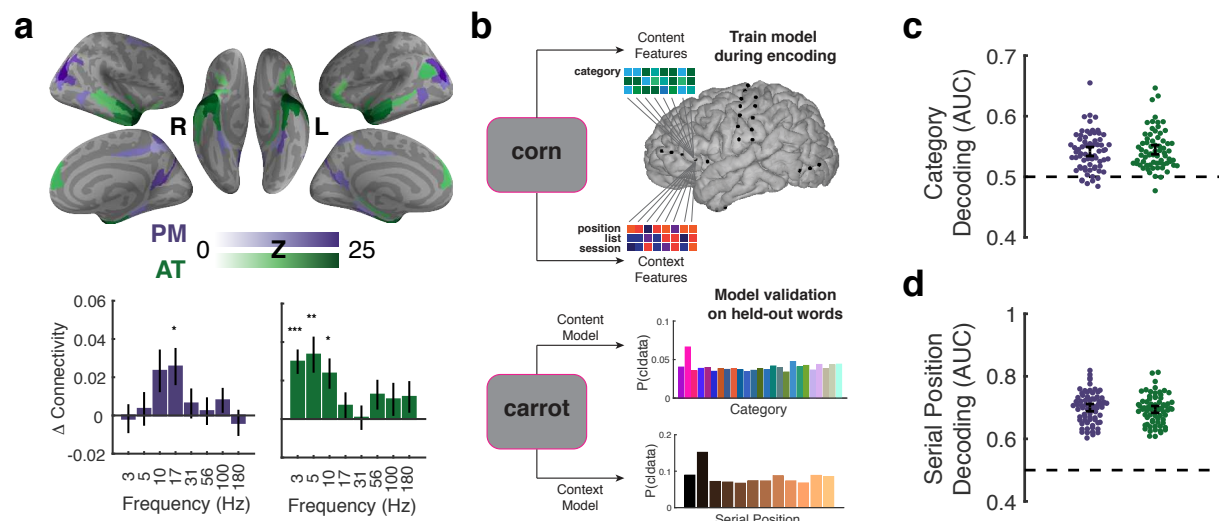 a
R
L
PM
AT
0
Z
25
0.06
0.04
0.02
0
-0.02
Δ Connectivity
*
3
5
10
17
31
56
100
180
Frequency (Hz)
***
**
*
3
5
10
17
31
56
100
180
Frequency (Hz)
b
Content
Features
Train model
during encoding
category
corn
position
list
session
Context
Features
Model validation
on held-out words
Content
Model
carrot
Context
Model
0.1
0.05
0
P(c|data)
Category
0.2
0.1
0
P(c|data)
Serial Position
c
0.7
0.6
0.5
0.4
Category
Decoding (AUC)
d
1
0.8
0.6
0.4
Serial Position
Decoding (AUC)